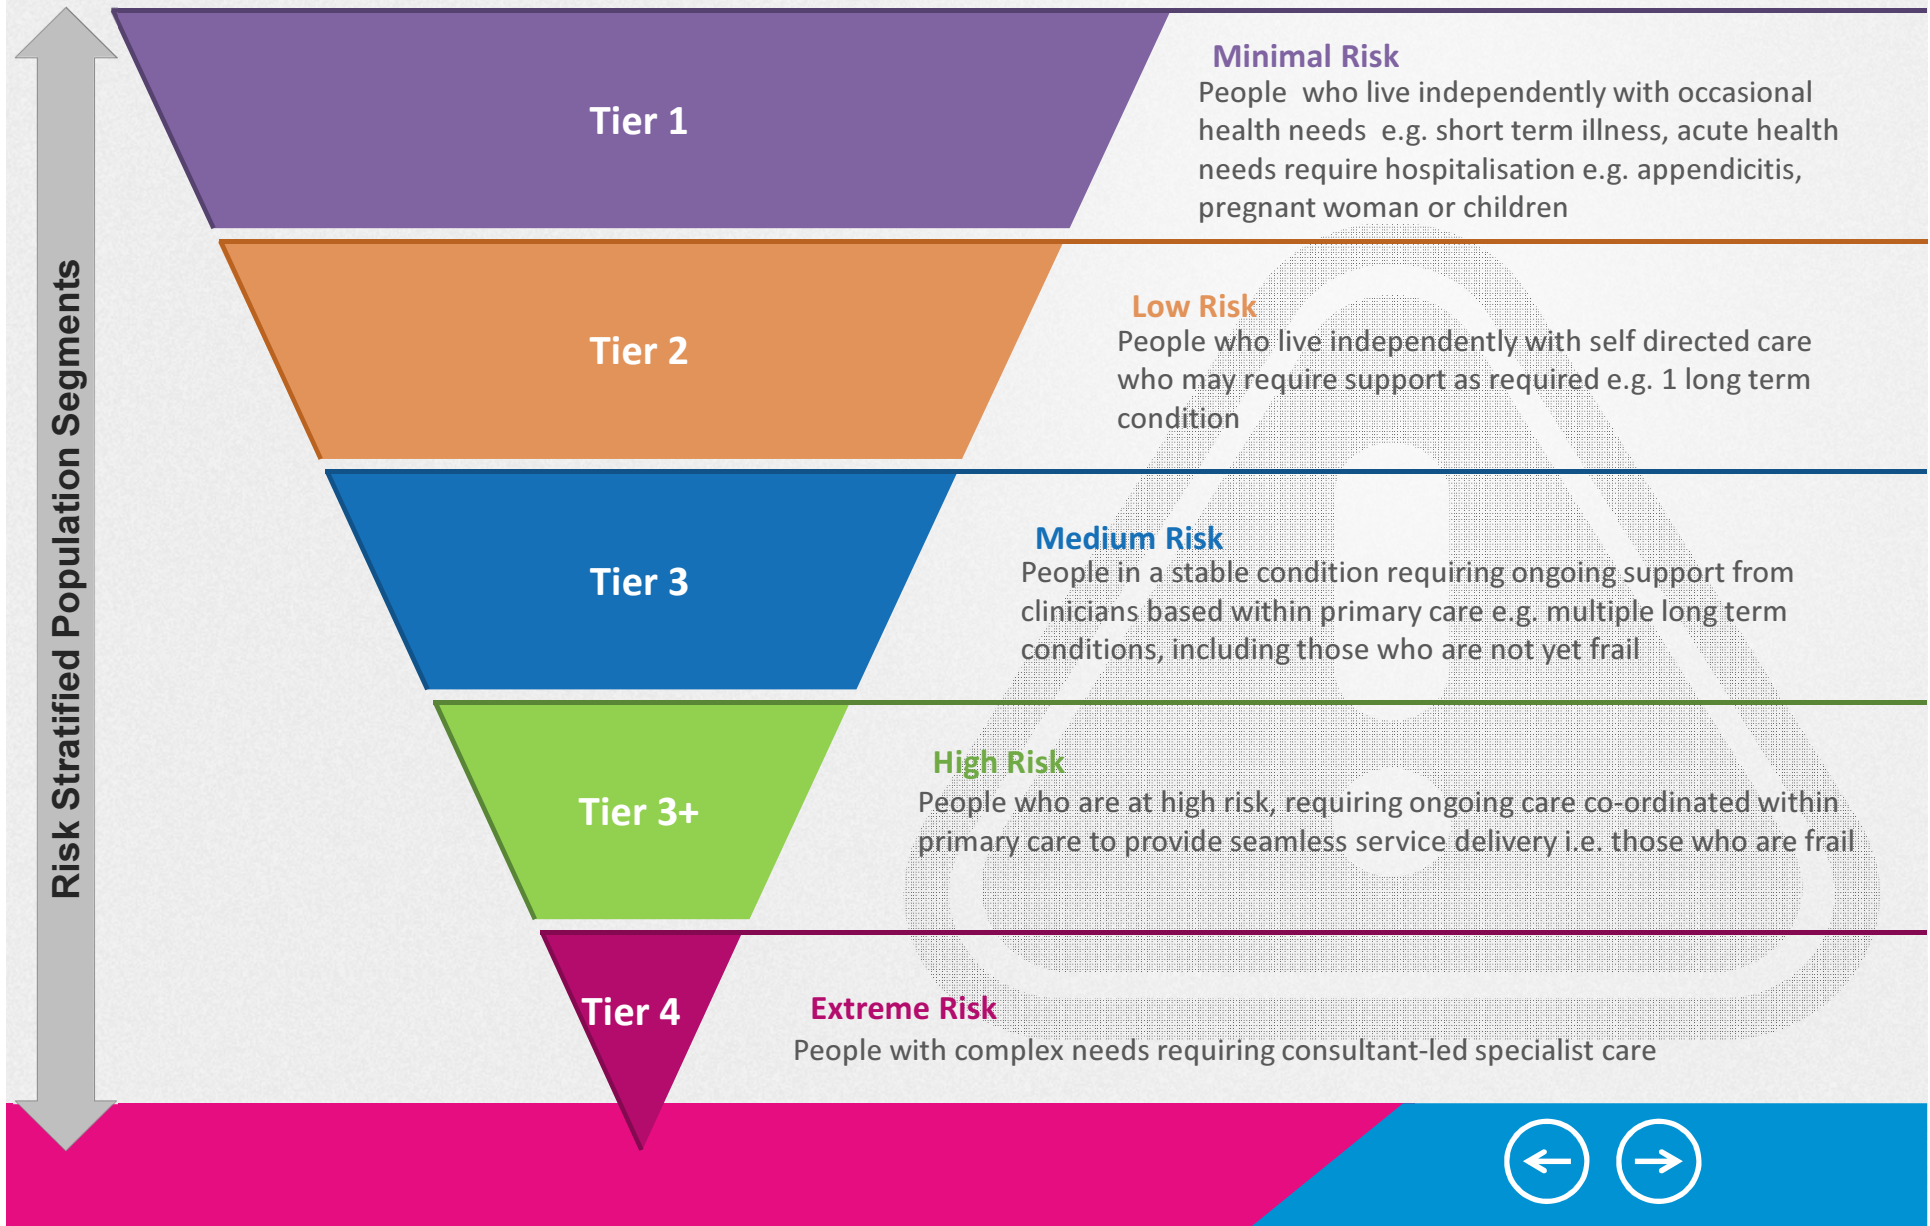 Risk Stratified Population Segments
Tier 1
Minimal Risk
People who live independently with occasional
health needs e.g. short term illness, acute health
needs require hospitalisation e.g. appendicitis,
pregnant woman or children
Tier 2
Low Risk
People who live independently with self directed care
who may require support as required e.g. 1 long term
condition
Tier 3
Medium Risk
People in a stable condition requiring ongoing support from
clinicians based within primary care e.g. multiple long term
conditions, including those who are not yet frail
Tier 3+
High Risk
People who are at high risk, requiring ongoing care co-ordinated within
primary care to provide seamless service delivery i.e. those who are frail
Tier 4
Extreme Risk
People with complex needs requiring consultant-led specialist care